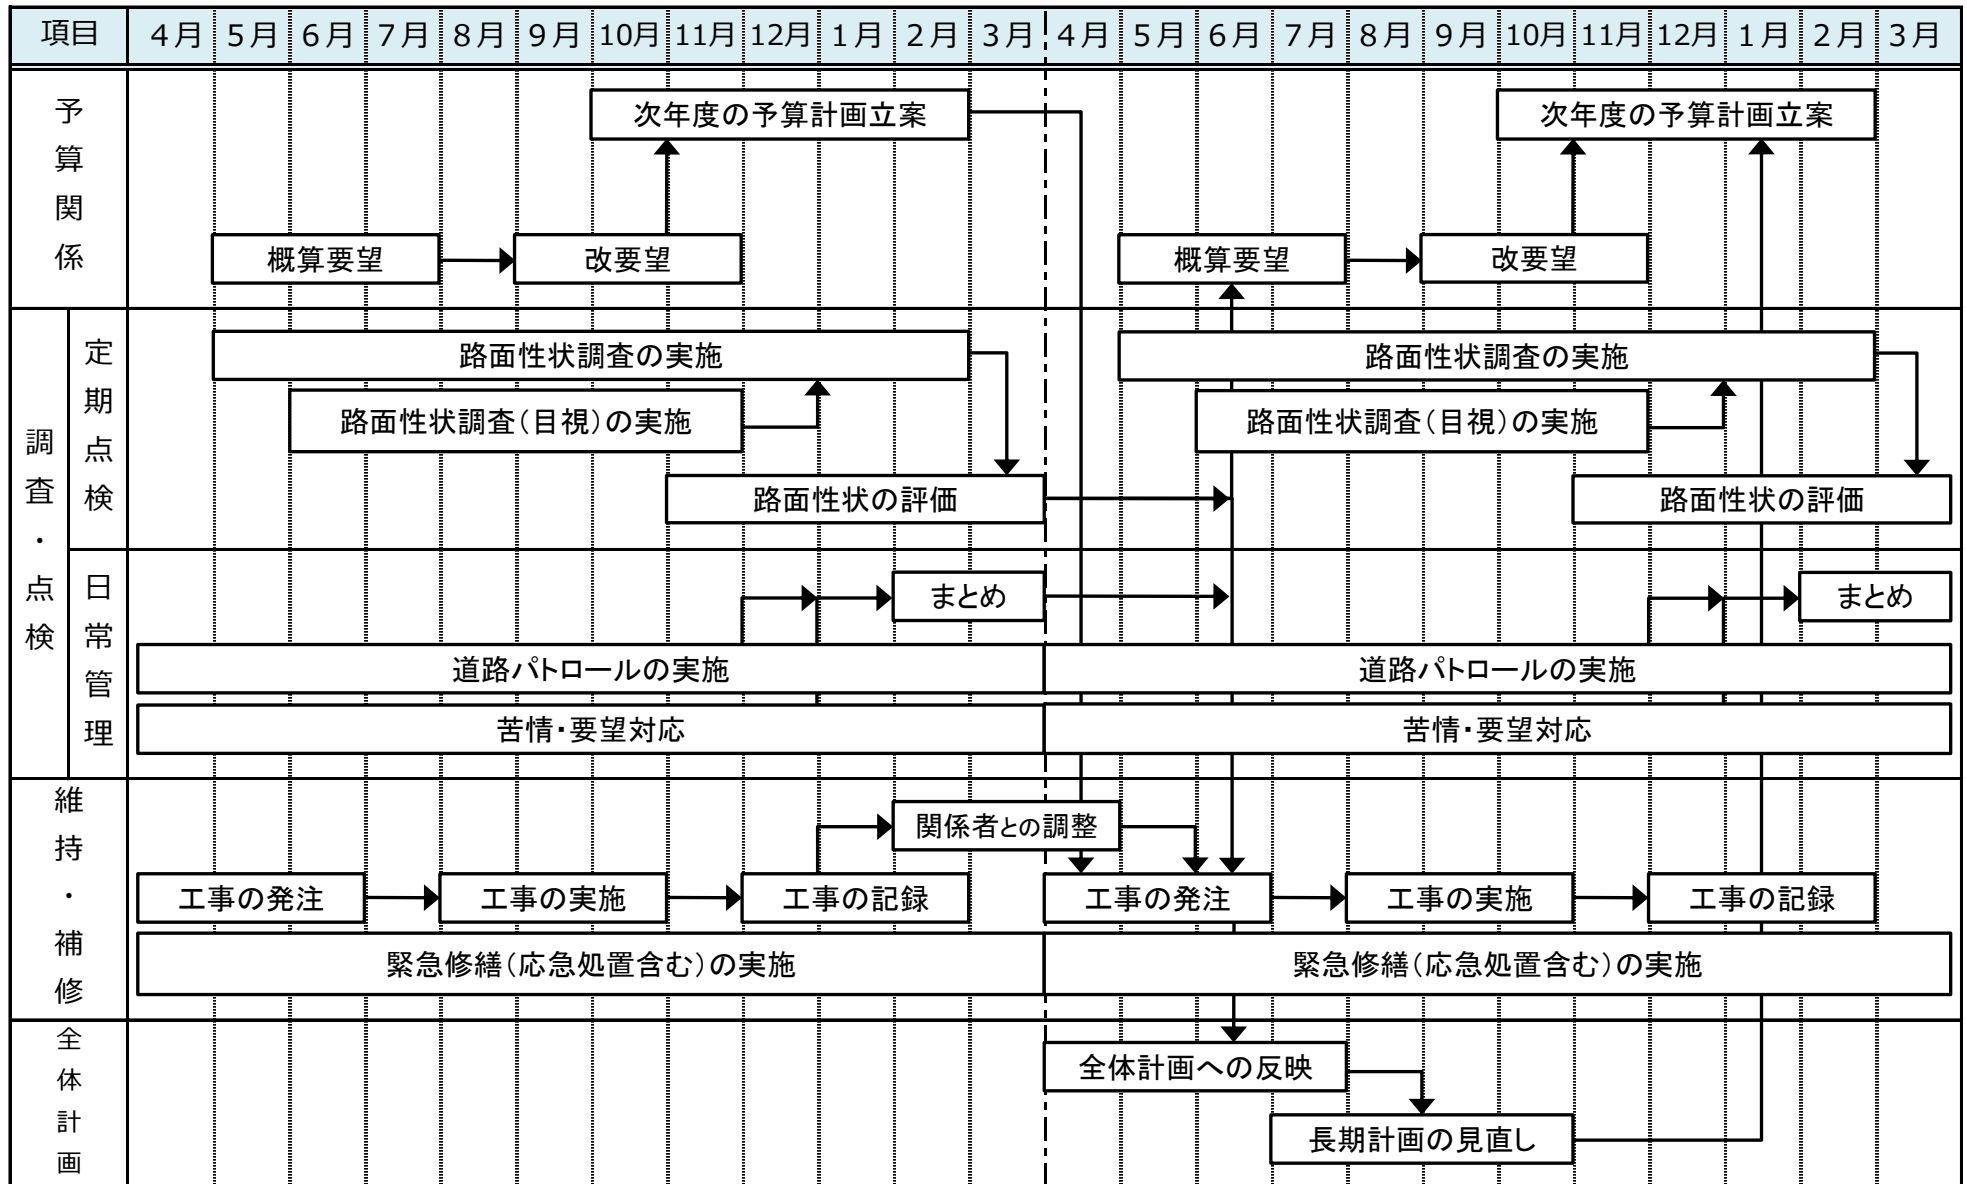 項目 4月 5月 6月 7月 8月 9月 10月 11月 12月 1月 2月 3月 4月 5月 6月 7月 8月 9月 10月 11月 12月 1月 2月 3月
予算関係
次年度の予算計画立案 次年度の予算計画立案
概算要望 改要望 概算要望 改要望
調査・点検
定期点検
路面性状調査の実施 路面性状調査の実施
路面性状調査(目視)の実施 路面性状調査(目視)の実施
路面性状の評価 路面性状の評価
日常管理
まとめ まとめ
道路パトロールの実施 道路パトロールの実施
苦情・要望対応 苦情・要望対応
維持・補修
関係者との調整
工事の発注 工事の実施 工事の記録 工事の発注 工事の実施 工事の記録
緊急修繕(応急処置含む)の実施 緊急修繕(応急処置含む)の実施
全体計画
全体計画への反映
長期計画の見直し